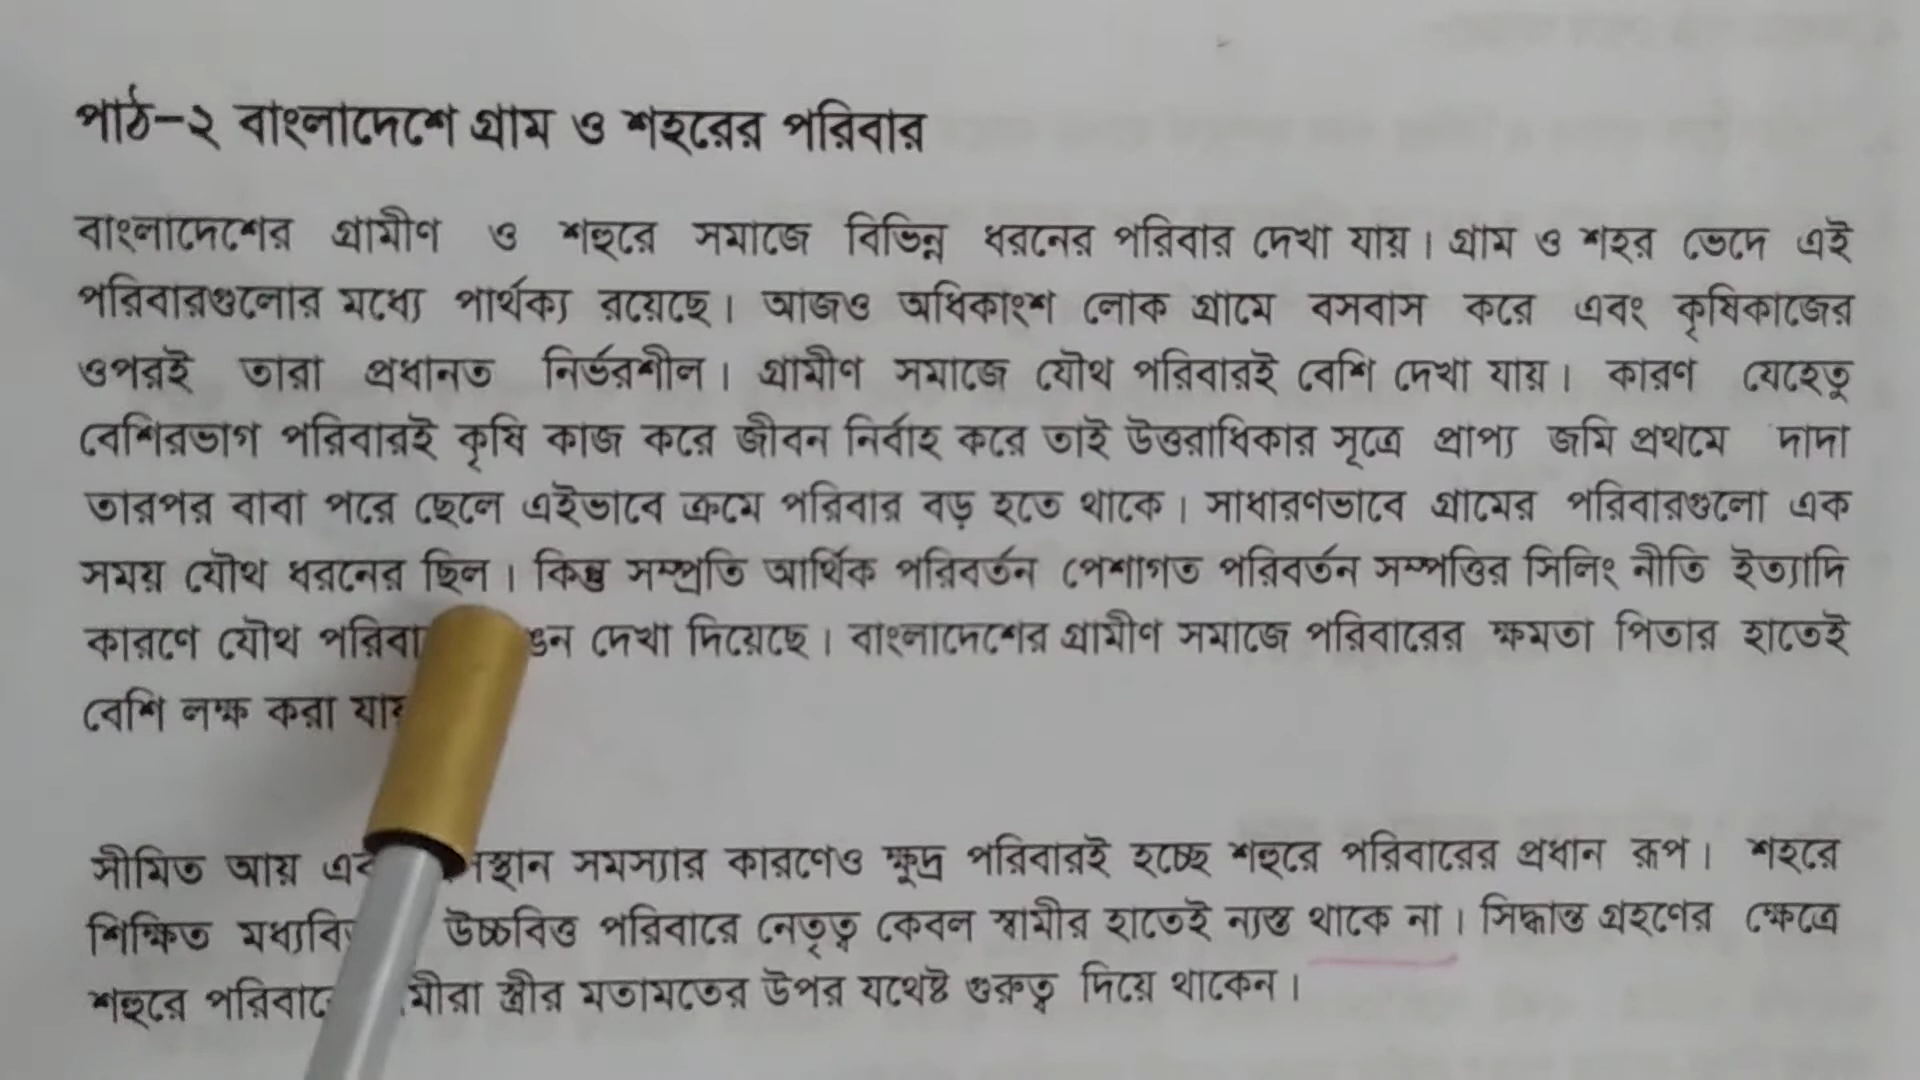 পাঠ-২ বাংলাদেশে গ্রাম ও শহরের পরিবার
বাংলাদেশের গ্রামীণ ও শহুরে সমাজে বিভিন্ন ধরনের পরিবার দেখা যায়। গ্রাম ও শহর ভেদে এই
পরিবারগুলোর মধ্যে পার্থক্য রয়েছে। আজও অধিকাংশ লোক গ্রামে বসবাস করে এবং কৃষিকাজের
ওপরই তারা প্রধানত নির্ভরশীল। গ্রামীণ সমাজে যৌথ পরিবারই বেশি দেখা যায়। কারণ যেহেতু
বেশিরভাগ পরিবারই কৃষি কাজ করে জীবন নির্বাহ করে তাই উত্তরাধিকার সূত্রে প্রাপ্য জমি প্রথমে দাদা
তারপর বাবা পরে ছেলে এইভাবে ক্রমে পরিবার বড় হতে থাকে। সাধারণভাবে গ্রামের পরিবারগুলো এক
সময় যৌথ ধরনের ছিল। কিন্তু সম্প্রতি আর্থিক পরিবর্তন পেশাগত পরিবর্তন সম্পত্তির সিলিং নীতি ইত্যাদি
কারণে যৌথ দেখা দিয়েছে। বাংলাদেশের গ্রামীণ সমাজে পরিবারের ক্ষমতা পিতার হাতেই
বেশি লক্ষ করা
সীমিত আয় সমস্যার কারণেও ক্ষুদ্র পরিবারই হচ্ছে শহুরে পরিবারের প্রধান রূপ। শহরে
শিক্ষিত উচ্চবিত্ত পরিবারে নেতৃত্ব কেবল স্বামীর হাতেই ন্যস্ত থাকে না। সিদ্ধান্ত গ্রহণের ক্ষেত্রে
শহুরে স্ত্রীর মতামতের উপর যথেষ্ট গুরুত্ব দিয়ে থাকেন।